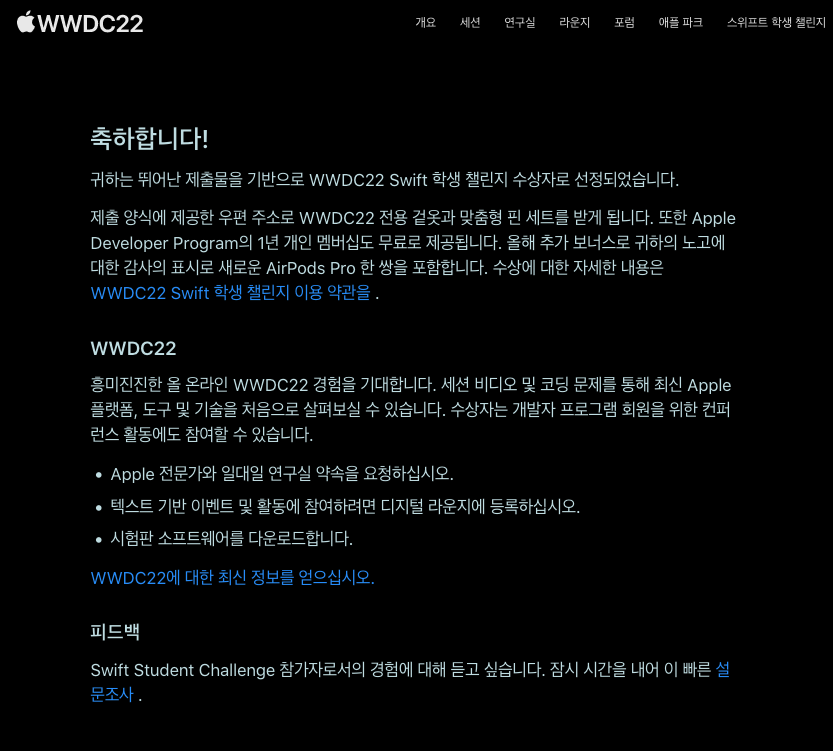 WWDC22 개요 세션 연구실 라운지 포럼 애플 파크 스위프트 학생 챌린지
축하합니다!
귀하는 뛰어난 제출물을 기반으로 WWDC22 Swift 학생 챌린지 수상자로 선정되었습니다.
제출 양식에 제공한 우편 주소로 WWDC22 전용 겉옷과 맞춤형 핀 세트를 받게 됩니다. 또한 Apple
Developer Program의 1년 개인 멤버십도 무료로 제공됩니다. 올해 추가 보너스로 귀하의 노고에
대한 감사의 표시로 새로운 AirPods Pro 한 쌍을 포함합니다. 수상에 대한 자세한 내용은
WWDC22 Swift 학생 챌린지 이용 약관을 .
WWDC22
흥미진진한 올 온라인 WWDC22 경험을 기대합니다. 세션 비디오 및 코딩 문제를 통해 최신 Apple
플랫폼, 도구 및 기술을 처음으로 살펴보실 수 있습니다. 수상자는 개발자 프로그램 회원을 위한 컨퍼
런스 활동에도 참여할 수 있습니다.
• Apple 전문가와 일대일 연구실 약속을 요청하십시오.
• 텍스트 기반 이벤트 및 활동에 참여하려면 디지털 라운지에 등록하십시오.
• 시험판 소프트웨어를 다운로드합니다.
WWDC22에 대한 최신 정보를 얻으십시오.
피드백
Swift Student Challenge 참가자로서의 경험에 대해 듣고 싶습니다. 잠시 시간을 내어 이 빠른 설
문조사 .